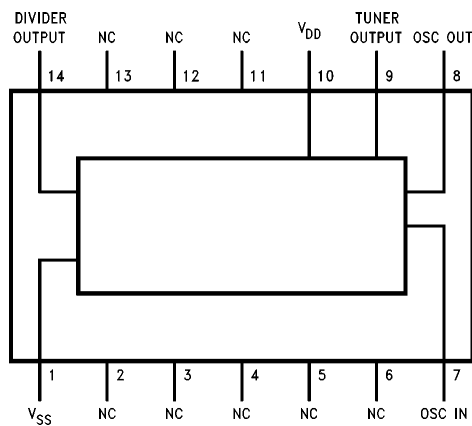 DIVIDER OUTPUT
NC
NC
NC
VDD
TUNER OUTPUT
OSC OUT
14
13
12
11
10
9
8
1
2
3
4
5
6
7
VSS
NC
NC
NC
NC
NC
OSC IN